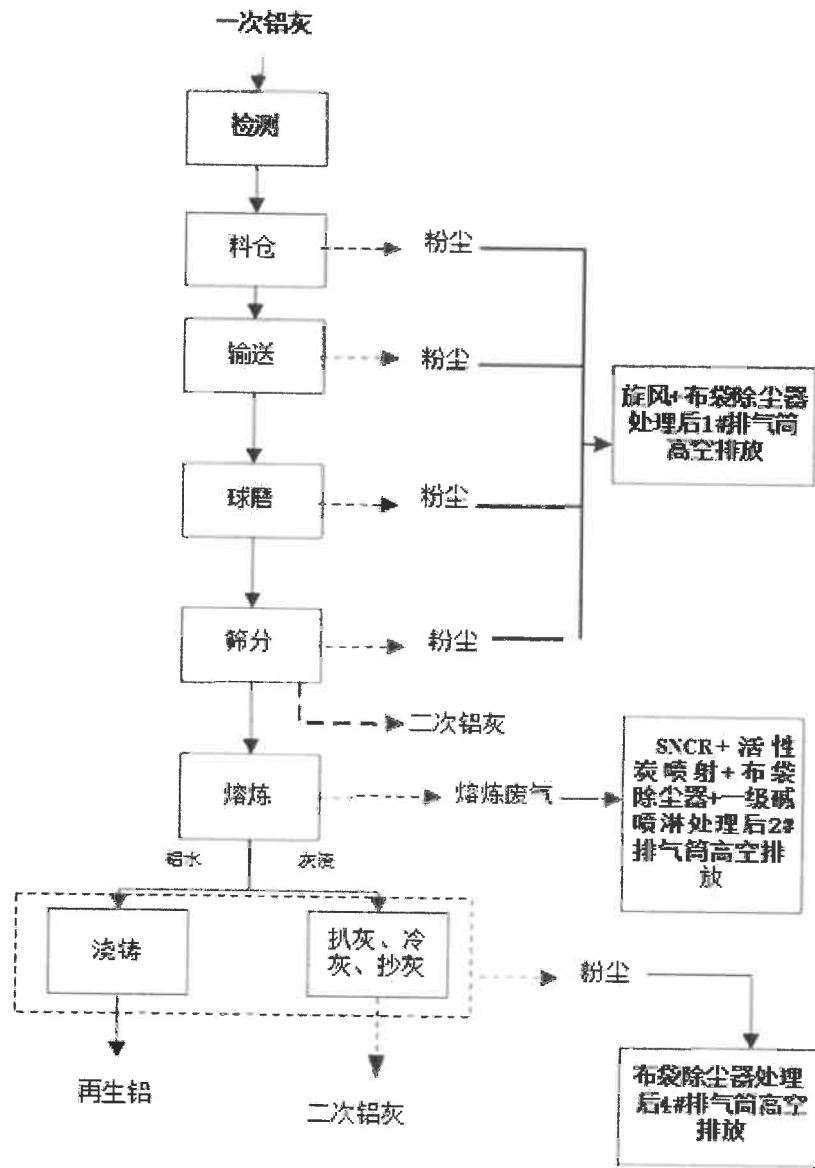 一次铝灰
检测
料仓
粉尘
输送
粉尘
旋风+布袋除尘器
处理后1#排气筒
高空排放
球磨
粉尘
筛分
粉尘
二次铝灰
熔炼
熔炼废气
SNCR+活性
炭喷射+布袋
除尘器+一级碱
喷淋处理后2#
排气筒高空排
放
铝水
灰渣
浇铸
扒灰、冷
灰、抄灰
粉尘
再生铝
二次铝灰
布袋除尘器处理
后4#排气筒高空
排放